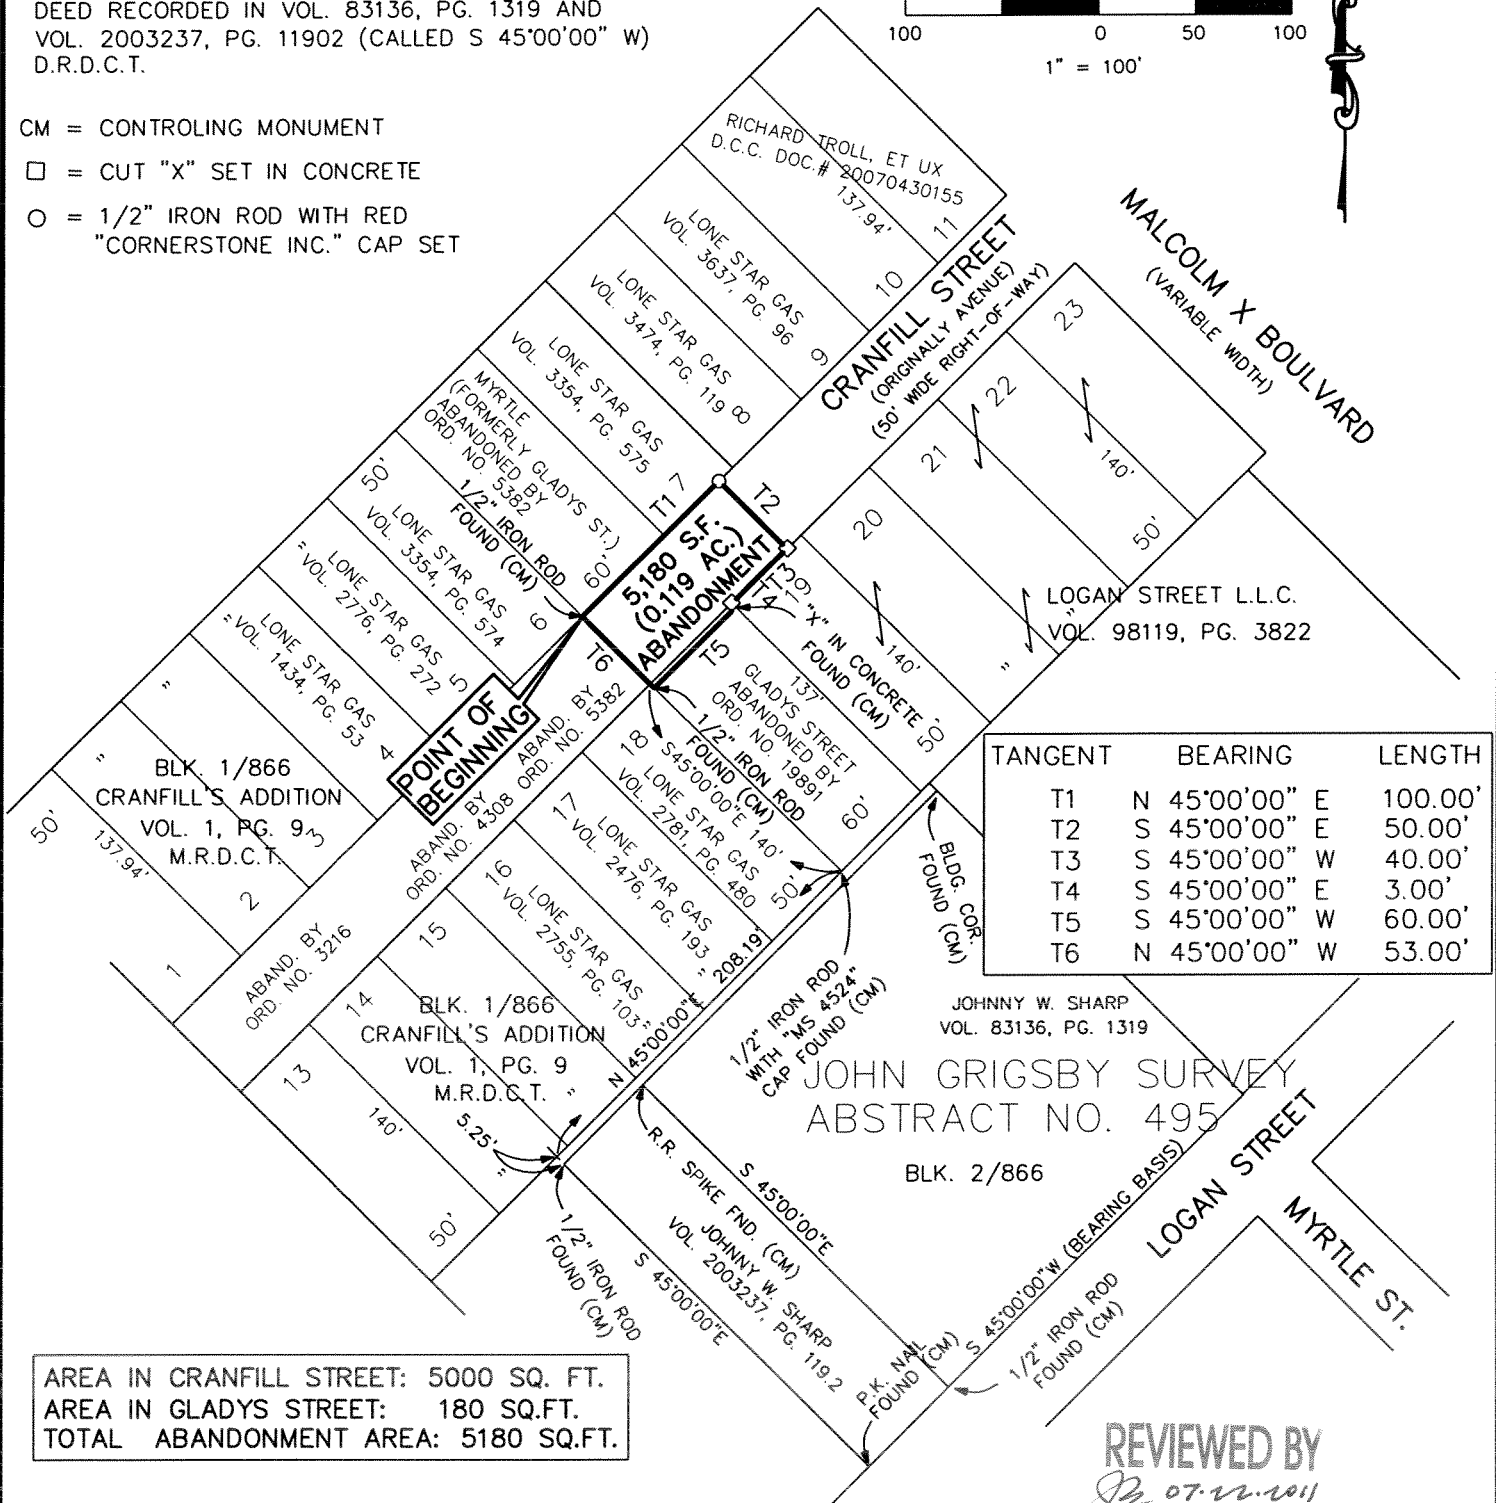 DEED RECORDED IN VOL. 83136, PG. 1319 AND
VOL. 2003237, PG. 11902 (CALLED S 45°00'00" W)
D.R.D.C.T.
100 0 50 100
1" = 100'
CM = CONTROLING MONUMENT
□ = CUT "X" SET IN CONCRETE
○ = 1/2" IRON ROD WITH RED
"CORNERSTONE INC." CAP SET
RICHARD TROLL, ET UX
D.C.C. DOC.# 20070430155
137.94'
11
10
LONE STAR GAS
VOL. 3637, PG. 96
9
LONE STAR GAS
VOL. 3474, PG. 119
8
LONE STAR GAS
VOL. 3354, PG. 575
7
MYRTLE
(FORMERLY GLADYS ST.)
ABANDONED BY
ORD. NO. 5382
60'
1/2" IRON ROD
FOUND (CM)
50'
LONE STAR GAS
VOL. 3354, PG. 574
6
"
LONE STAR GAS
VOL. 2776, PG. 272
5
"
"
LONE STAR GAS
VOL. 1434, PG. 53
4
"
"
BLK. 1/866
CRANFILL'S ADDITION
VOL. 1, PG. 9
M.R.D.C.T.
3
50'
137.94'
2
1
CRANFILL STREET
(ORIGINALLY AVENUE)
(50' WIDE RIGHT-OF-WAY)
MALCOLM X BOULVARD
(VARIABLE WIDTH)
23
22
21
20
19
140'
50'
T1
T2
T3
T4
T5
T6
5,180 S.F.
(0.119 AC.)
ABANDONMENT
POINT OF
BEGINNING
LOGAN STREET L.L.C.
VOL. 98119, PG. 3822
"
"X" IN CONCRETE
FOUND (CM)
140'
50'
137'
GLADYS STREET
ABANDONED BY
ORD. NO. 19891
60'
1/2" IRON ROD
FOUND (CM)
S45°00'00"E 140'
ABAND. BY
ORD. NO. 5382
ABAND. BY
ORD. NO. 4308
ABAND. BY
ORD. NO. 3216
18
LONE STAR GAS
VOL. 2781, PG. 480
50'
17
LONE STAR GAS
VOL. 2476, PG. 193
"
16
LONE STAR GAS
VOL. 2755, PG. 103
"
15
"
14
BLK. 1/866
CRANFILL'S ADDITION
VOL. 1, PG. 9
M.R.D.C.T.
"
13
140'
50'
5.25'
N 45°00'00"E 208.19'
BLDG. COR.
FOUND (CM)
1/2" IRON ROD
WITH "MS 4524"
CAP FOUND (CM)
TANGENT BEARING LENGTH
T1 N 45°00'00" E 100.00'
T2 S 45°00'00" E 50.00'
T3 S 45°00'00" W 40.00'
T4 S 45°00'00" E 3.00'
T5 S 45°00'00" W 60.00'
T6 N 45°00'00" W 53.00'
JOHNNY W. SHARP
VOL. 83136, PG. 1319
JOHN GRIGSBY SURVEY
ABSTRACT NO. 495
BLK. 2/866
R.R. SPIKE FND. (CM)
S 45°00'00"E
JOHNNY W. SHARP
VOL. 2003237, PG. 119.2
S 45°00'00"E
1/2" IRON ROD
FOUND (CM)
P.K. NAIL
FOUND (CM)
S 45°00'00"W (BEARING BASIS)
1/2" IRON ROD
FOUND (CM)
LOGAN STREET
MYRTLE ST.
AREA IN CRANFILL STREET: 5000 SQ. FT.
AREA IN GLADYS STREET: 180 SQ.FT.
TOTAL ABANDONMENT AREA: 5180 SQ.FT.
REVIEWED BY
07-22-2011